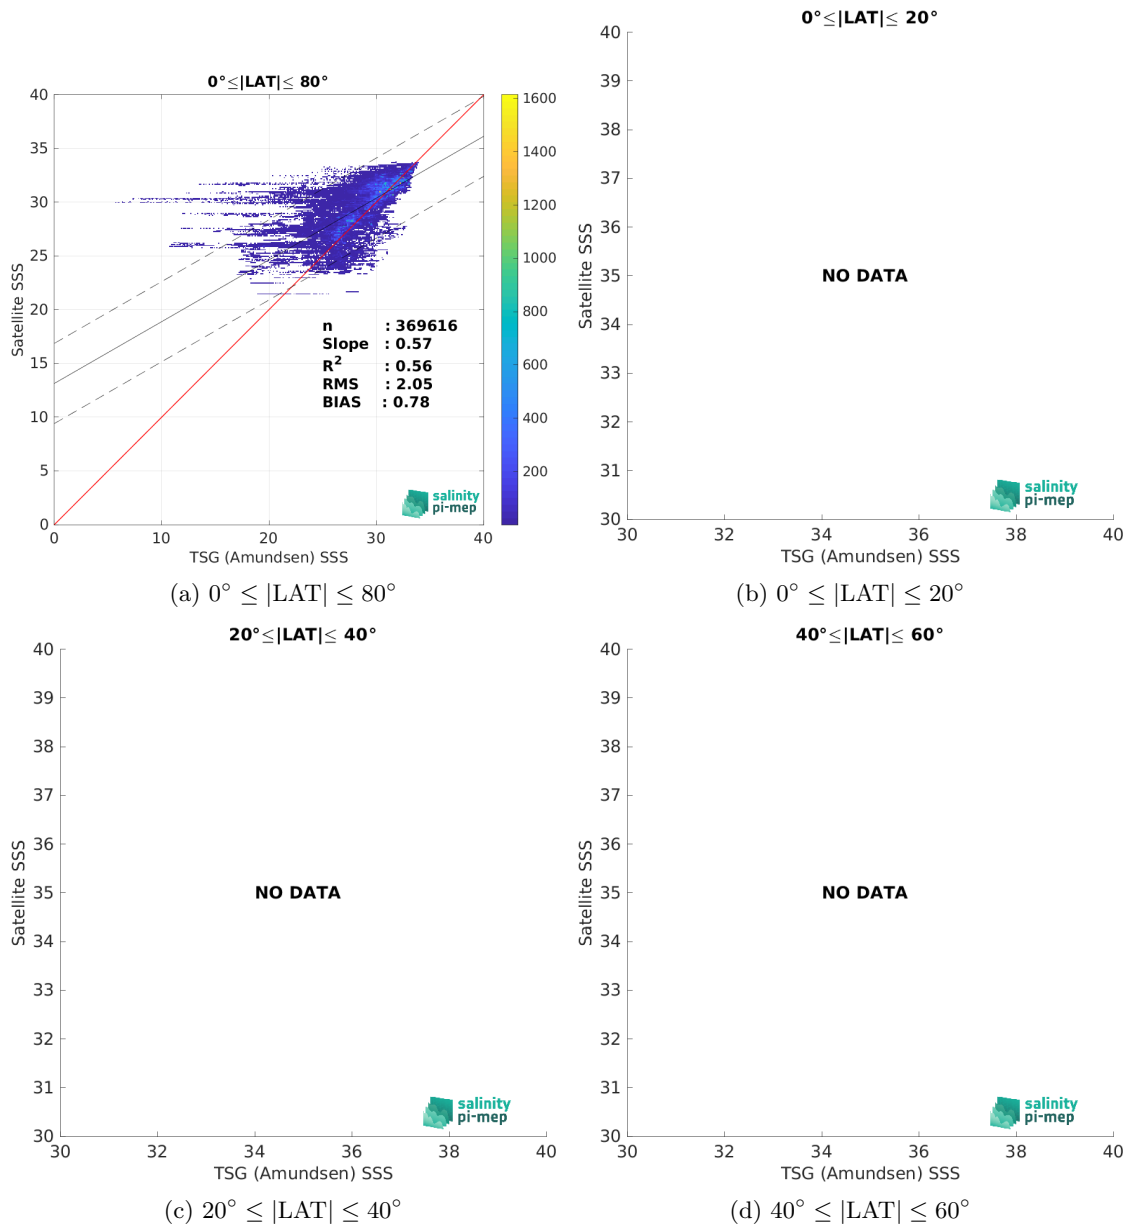 0°≤|LAT|≤ 80°
40
35
30
25
20
15
10
5
0
Satellite SSS
0
10
20
30
40
TSG (Amundsen) SSS
n : 369616
Slope : 0.57
R² : 0.56
RMS : 2.05
BIAS : 0.78
salinity
pi-mep
1600
1400
1200
1000
800
600
400
200
(a) 0° ≤ |LAT| ≤ 80°
0°≤|LAT|≤ 20°
40
39
38
37
36
35
34
33
32
31
30
Satellite SSS
NO DATA
salinity
pi-mep
30
32
34
36
38
40
TSG (Amundsen) SSS
(b) 0° ≤ |LAT| ≤ 20°
20°≤|LAT|≤ 40°
40
39
38
37
36
35
34
33
32
31
30
Satellite SSS
NO DATA
salinity
pi-mep
30
32
34
36
38
40
TSG (Amundsen) SSS
(c) 20° ≤ |LAT| ≤ 40°
40°≤|LAT|≤ 60°
40
39
38
37
36
35
34
33
32
31
30
Satellite SSS
NO DATA
salinity
pi-mep
30
32
34
36
38
40
TSG (Amundsen) SSS
(d) 40° ≤ |LAT| ≤ 60°